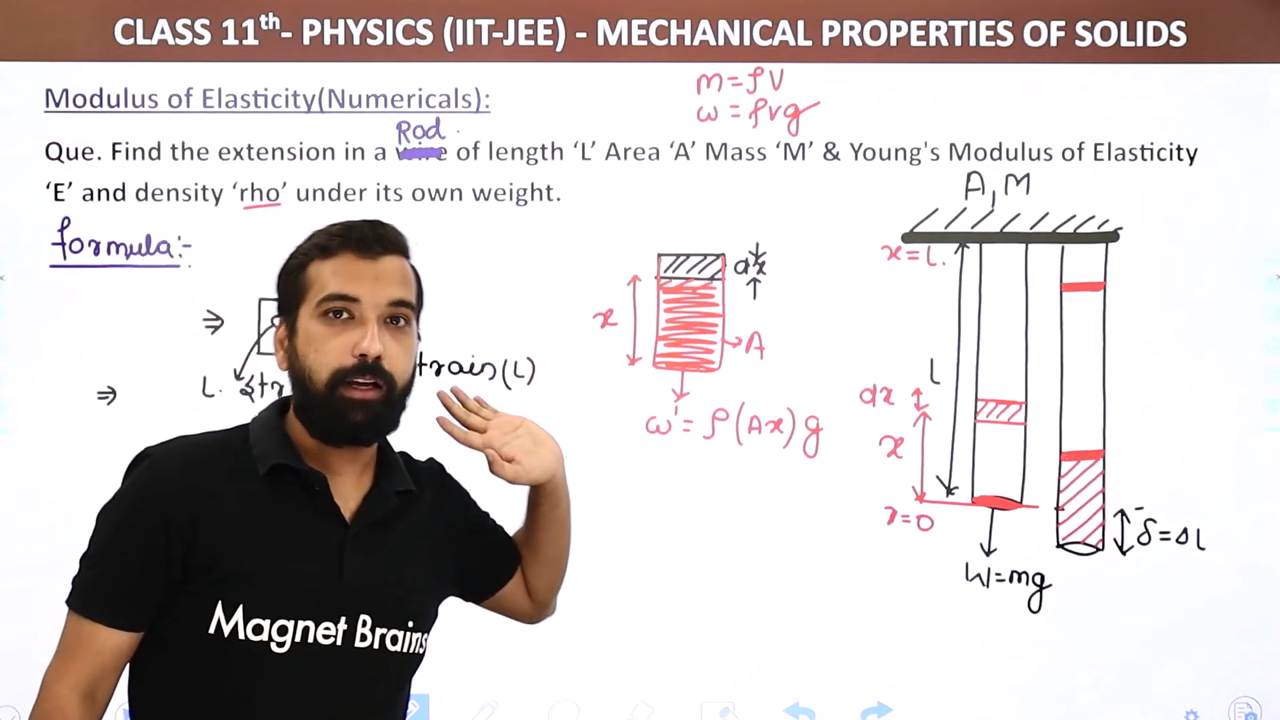 CLASS 11th- PHYSICS (IIT-JEE) - MECHANICAL PROPERTIES OF SOLIDS
m=ρV
ω=ρvg
Modulus of Elasticity(Numericals):
Rod
Que. Find the extension in a of length 'L' Area 'A' Mass 'M' & Young's Modulus of Elasticity
'E' and density 'rho' under its own weight.
A, M
formula:-
x=L.
dx
⇒
x
A
L
L. Str
train(L)
dx
⇒
ω'=ρ(Ax)g
x
x=0
δ=ΔL
W=mg
Magnet Brains